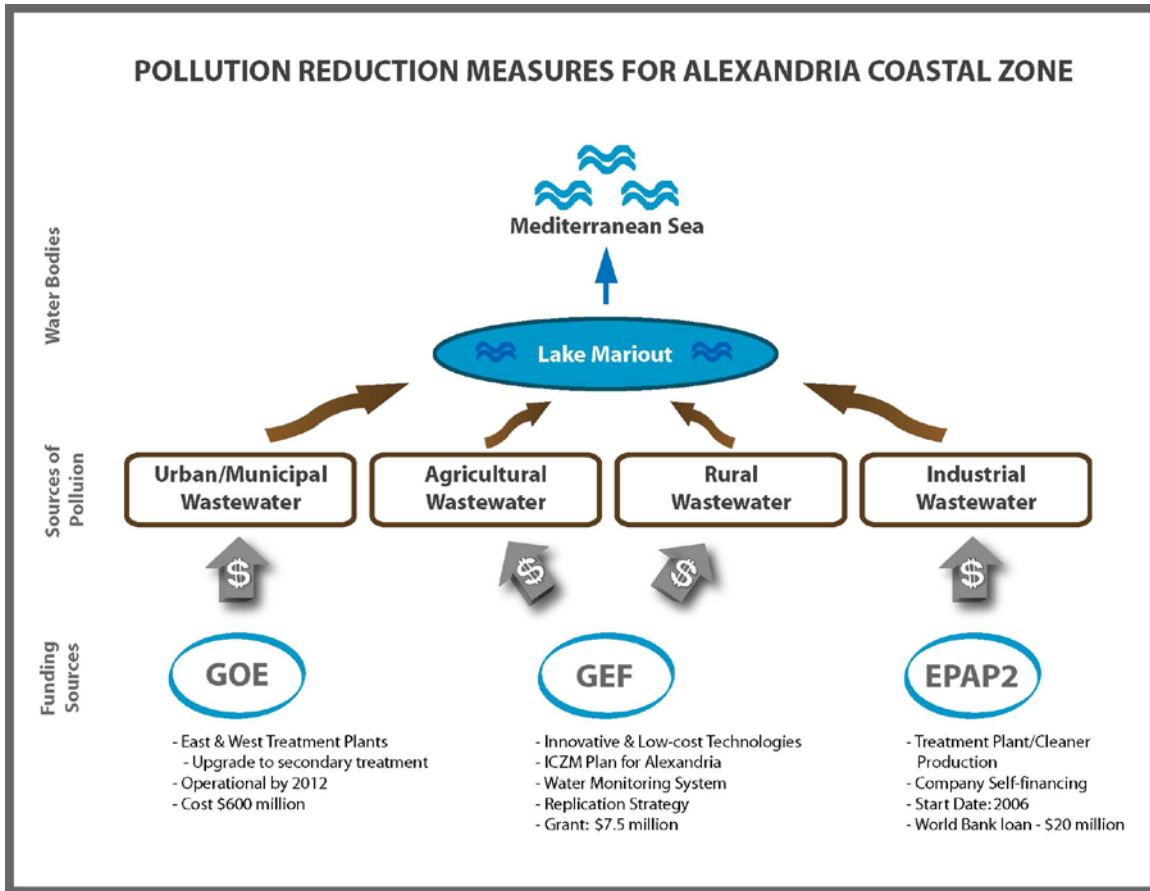 POLLUTION REDUCTION MEASURES FOR ALEXANDRIA COASTAL ZONE
Water Bodies
Mediterranean Sea
Lake Mariout
Sources of
Polluion
Urban/Municipal
Wastewater
Agricultural
Wastewater
Rural
Wastewater
Industrial
Wastewater
$
$
$
$
Funding
Sources
GOE
GEF
EPAP2
- East & West Treatment Plants
- Upgrade to secondary treatment
- Operational by 2012
- Cost $600 million
- Innovative & Low-cost Technologies
- ICZM Plan for Alexandria
- Water Monitoring System
- Replication Strategy
- Grant: $7.5 million
- Treatment Plant/Cleaner
Production
- Company Self-financing
- Start Date: 2006
- World Bank loan - $20 million